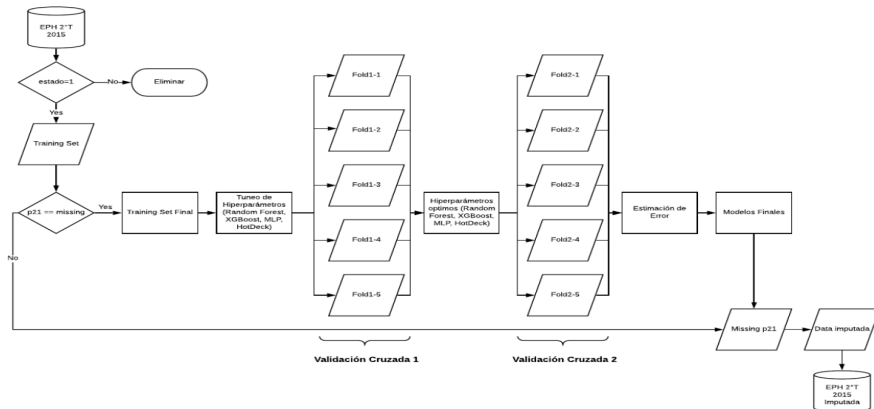 EPH 2°T
2015
estado=1
No
Eliminar
Yes
Training Set
p21 == missing
Yes
No
Training Set Final
Tuneo de
Hiperparámetros
(Random Forest,
XGBoost, MLP,
HotDeck)
Fold1-1
Fold1-2
Fold1-3
Fold1-4
Fold1-5
Validación Cruzada 1
Hiperparámetros
optimos (Random
Forest, XGBoost,
MLP, HotDeck)
Fold2-1
Fold2-2
Fold2-3
Fold2-4
Fold2-5
Validación Cruzada 2
Estimación de
Error
Modelos Finales
Missing p21
Data imputada
EPH 2°T
2015
Imputada